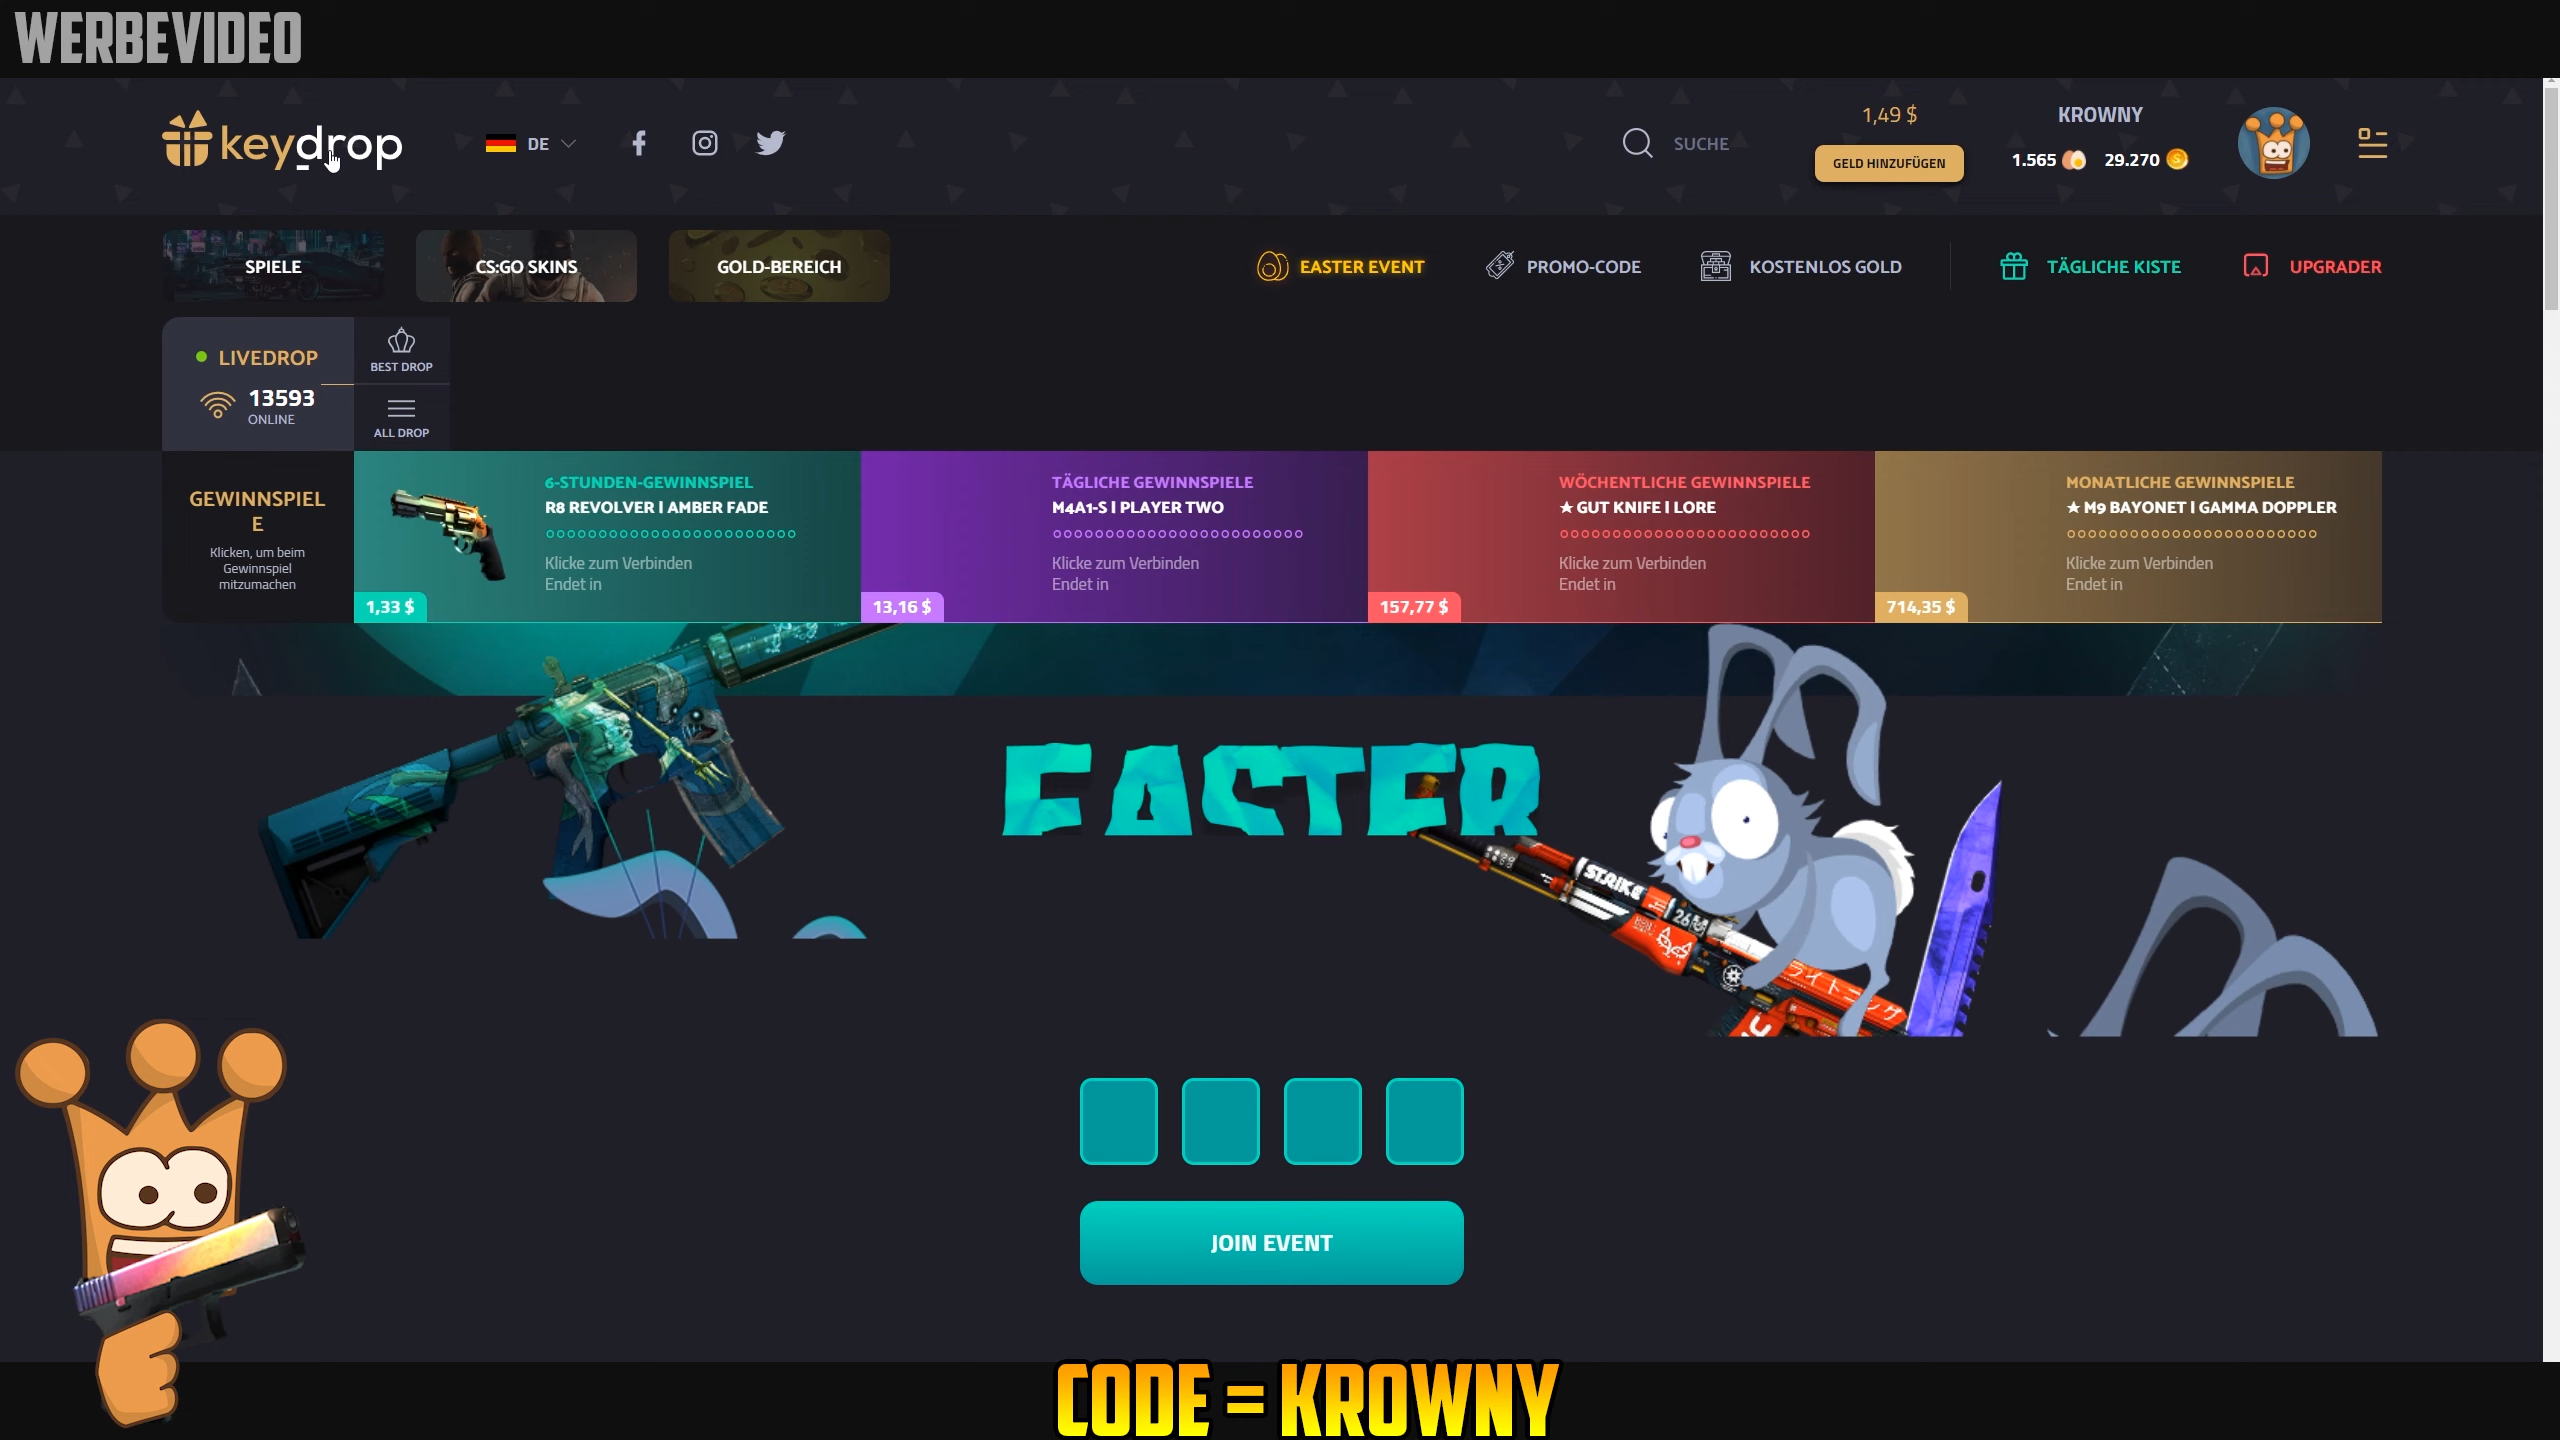 WERBEVIDEO
keydrop
DE
SUCHE
1,49 $
GELD HINZUFÜGEN
KROWNY
1.565
29.270
SPIELE
CS:GO SKINS
GOLD-BEREICH
EASTER EVENT
PROMO-CODE
KOSTENLOS GOLD
TÄGLICHE KISTE
UPGRADER
LIVEDROP
13593
ONLINE
BEST DROP
ALL DROP
GEWINNSPIEL
E
Klicken, um beim
Gewinnspiel
mitzumachen
6-STUNDEN-GEWINNSPIEL
R8 REVOLVER | AMBER FADE
Klicke zum Verbinden
Endet in
1,33 $
TÄGLICHE GEWINNSPIELE
M4A1-S | PLAYER TWO
Klicke zum Verbinden
Endet in
13,16 $
WÖCHENTLICHE GEWINNSPIELE
★ GUT KNIFE | LORE
Klicke zum Verbinden
Endet in
157,77 $
MONATLICHE GEWINNSPIELE
★ M9 BAYONET | GAMMA DOPPLER
Klicke zum Verbinden
Endet in
714,35 $
EASTER
STRIKE
JOIN EVENT
CODE = KROWNY